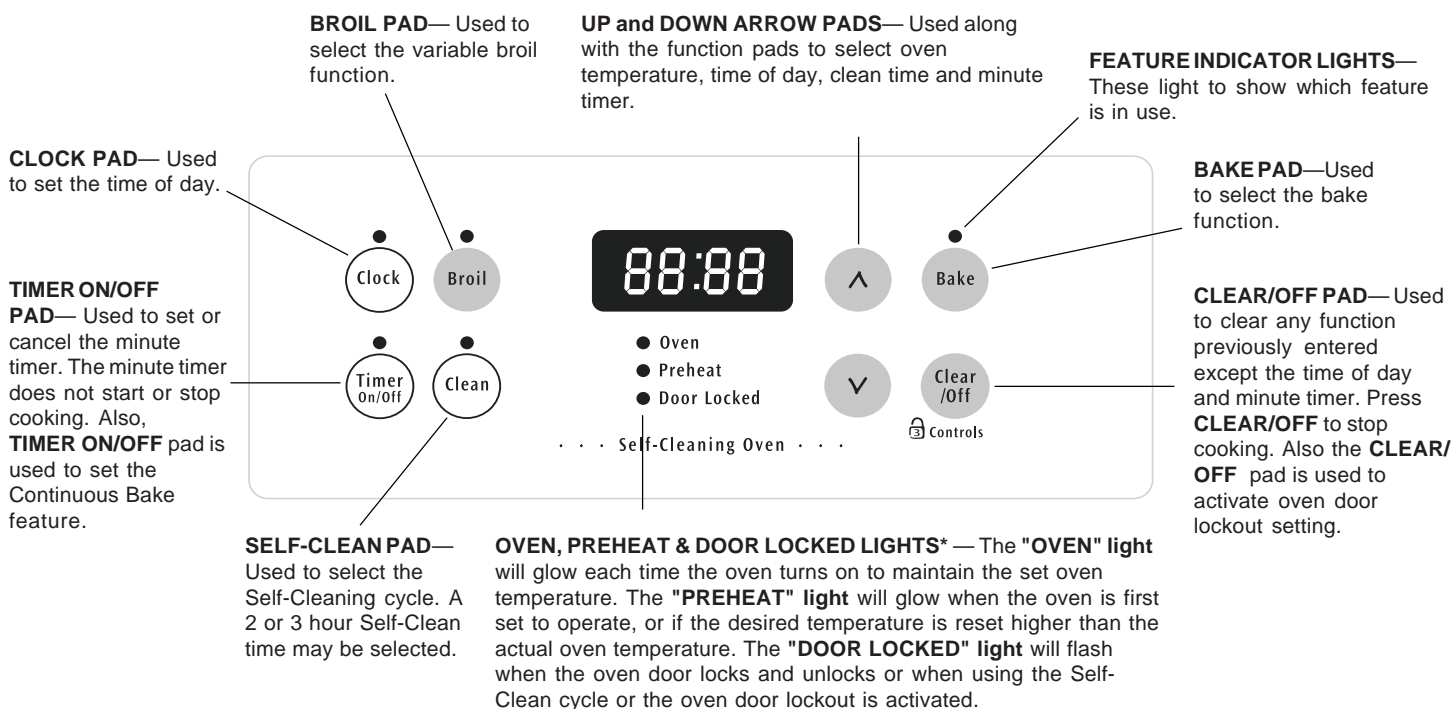 BROIL PAD— Used to
select the variable broil
function.
UP and DOWN ARROW PADS— Used along
with the function pads to select oven
temperature, time of day, clean time and minute
timer.
FEATURE INDICATOR LIGHTS—
These light to show which feature
is in use.
CLOCK PAD— Used
to set the time of day.
BAKE PAD—Used
to select the bake
function.
TIMER ON/OFF
PAD— Used to set or
cancel the minute
timer. The minute timer
does not start or stop
cooking. Also,
TIMER ON/OFF pad is
used to set the
Continuous Bake
feature.
Clock
Broil
88:88
Bake
Timer
On/Off
Clean
Oven
Preheat
Door Locked
Clear
/Off
3 Controls
· · · Self-Cleaning Oven · · ·
CLEAR/OFF PAD— Used
to clear any function
previously entered
except the time of day
and minute timer. Press
CLEAR/OFF to stop
cooking. Also the CLEAR/
OFF pad is used to
activate oven door
lockout setting.
SELF-CLEAN PAD—
Used to select the
Self-Cleaning cycle. A
2 or 3 hour Self-Clean
time may be selected.
OVEN, PREHEAT & DOOR LOCKED LIGHTS* — The "OVEN" light
will glow each time the oven turns on to maintain the set oven
temperature. The "PREHEAT" light will glow when the oven is first
set to operate, or if the desired temperature is reset higher than the
actual oven temperature. The "DOOR LOCKED" light will flash
when the oven door locks and unlocks or when using the Self-
Clean cycle or the oven door lockout is activated.